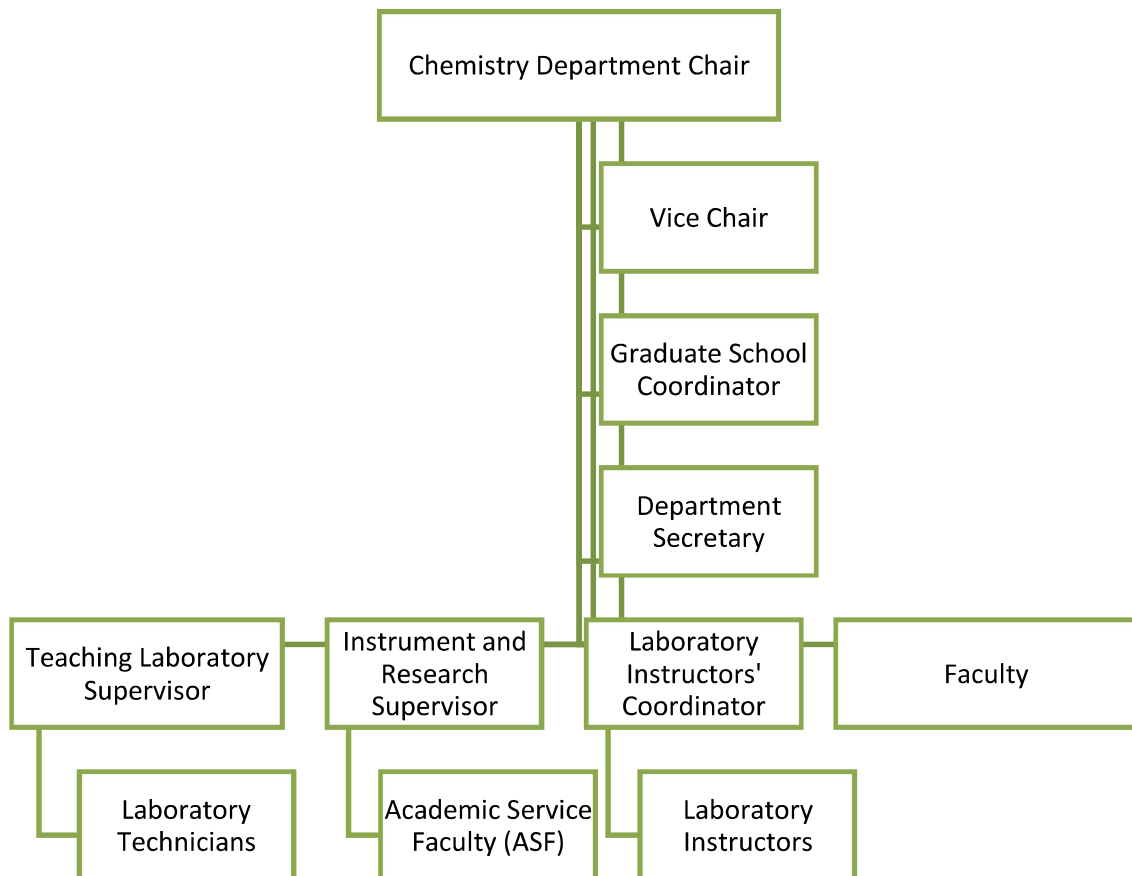 Chemistry Department Chair
Vice Chair
Graduate School
Coordinator
Department
Secretary
Teaching Laboratory
Supervisor
Instrument and
Research
Supervisor
Laboratory
Instructors'
Coordinator
Faculty
Laboratory
Technicians
Academic Service
Faculty (ASF)
Laboratory
Instructors